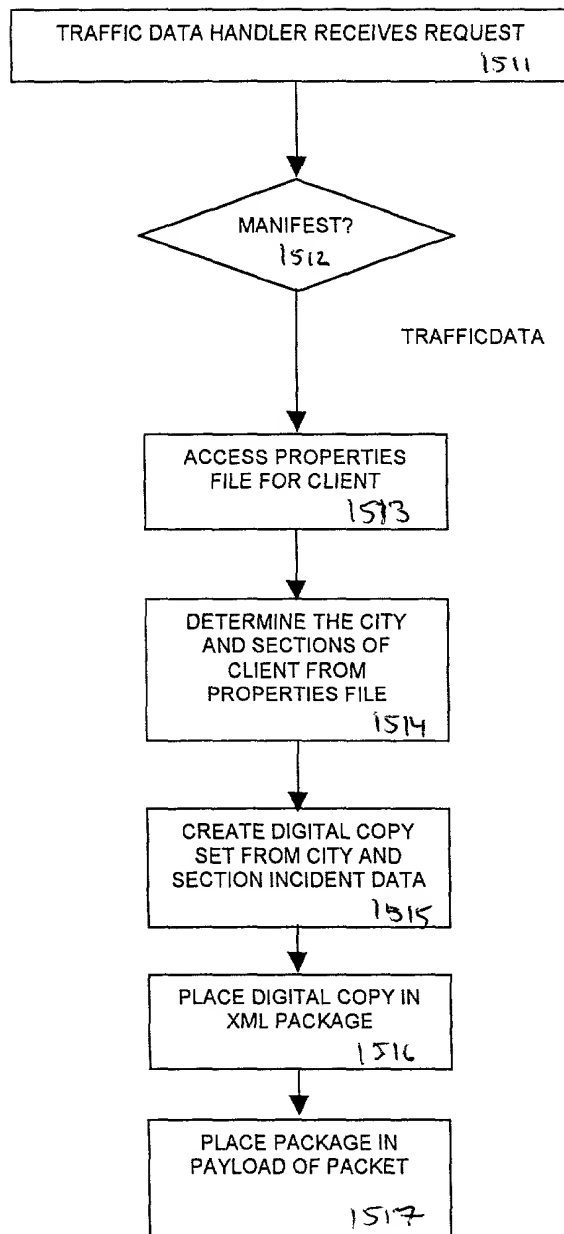 TRAFFIC DATA HANDLER RECEIVES REQUEST
1511
MANIFEST?
1512
TRAFFICDATA
ACCESS PROPERTIES
FILE FOR CLIENT
1513
DETERMINE THE CITY
AND SECTIONS OF
CLIENT FROM
PROPERTIES FILE
1514
CREATE DIGITAL COPY
SET FROM CITY AND
SECTION INCIDENT DATA
1515
PLACE DIGITAL COPY IN
XML PACKAGE
1516
PLACE PACKAGE IN
PAYLOAD OF PACKET
1517